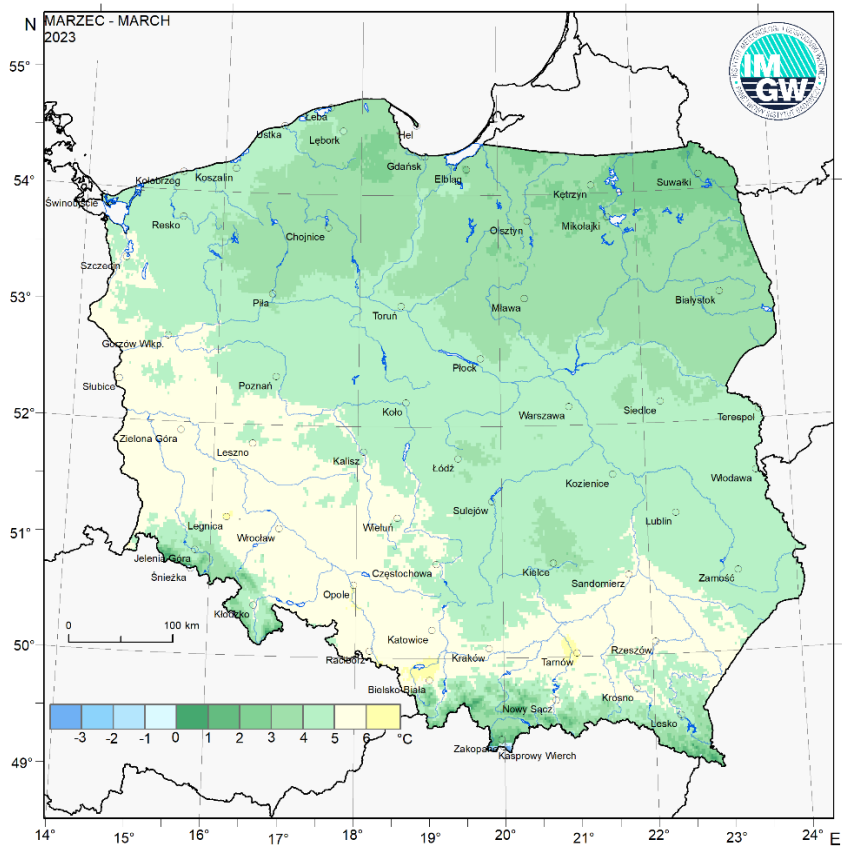 N
MARZEC - MARCH
2023
IMGW
55°
54°
53°
52°
51°
50°
49°
Łeba
Ustka
Lębork
Hel
Gdańsk
Elbląg
Kołobrzeg
Koszalin
Kętrzyn
Suwałki
Świnoujście
Resko
Chojnice
Olsztyn
Mikołajki
Szczecin
Piła
Toruń
Mława
Białystok
Gorzów Wlkp.
Słubice
Poznań
Płock
Koło
Warszawa
Siedlce
Terespol
Zielona Góra
Leszno
Kalisz
Łódź
Kozienice
Włodawa
Sulejów
Legnica
Wrocław
Wieluń
Lublin
Jelenia Góra
Śnieżka
Częstochowa
Kielce
Sandomierz
Zamość
Opole
Kłodzko
0 100 km
Katowice
Racibórz
Kraków
Tarnów
Rzeszów
Bielsko-Biała
Nowy Sącz
Krosno
Lesko
Zakopane
Kasprowy Wierch
-3 -2 -1 0 1 2 3 4 5 6 °C
14° 15° 16° 17° 18° 19° 20° 21° 22° 23° E